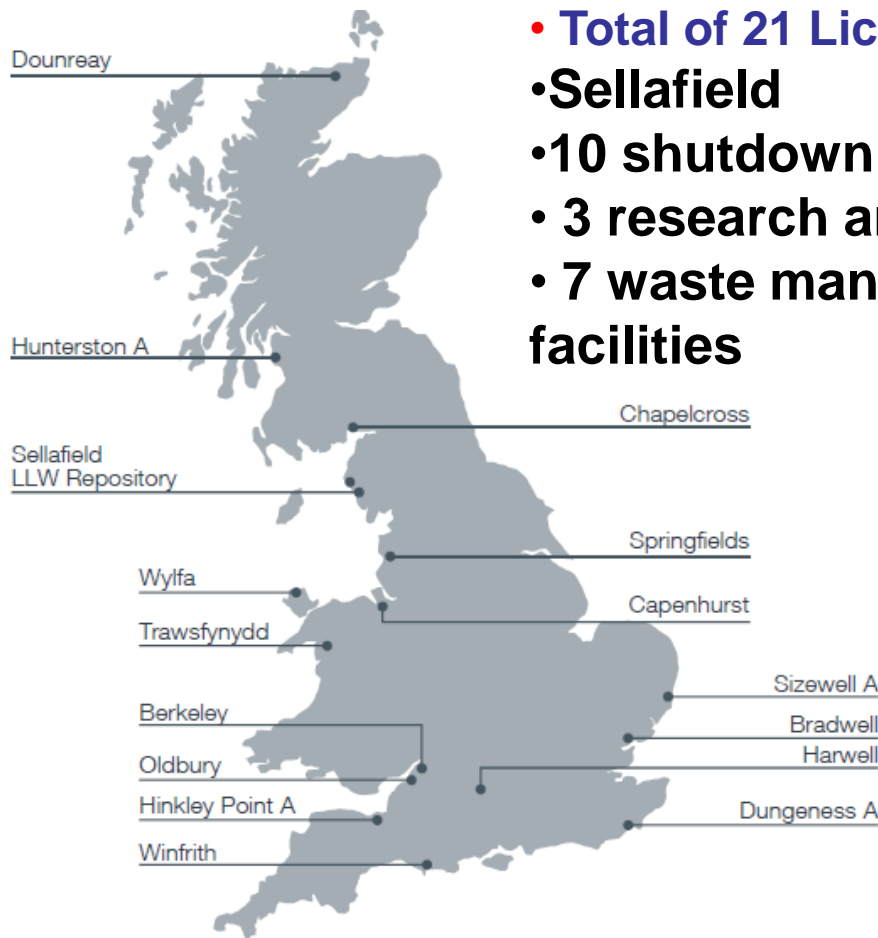 • Total of 21 Lic
•Sellafield
•10 shutdown
• 3 research a
• 7 waste man
facilities
Dounreay
Hunterston A
Chapelcross
Sellafield
LLW Repository
Springfields
Wylfa
Capenhurst
Trawsfynydd
Sizewell A
Berkeley
Bradwell
Harwell
Oldbury
Hinkley Point A
Dungeness A
Winfrith